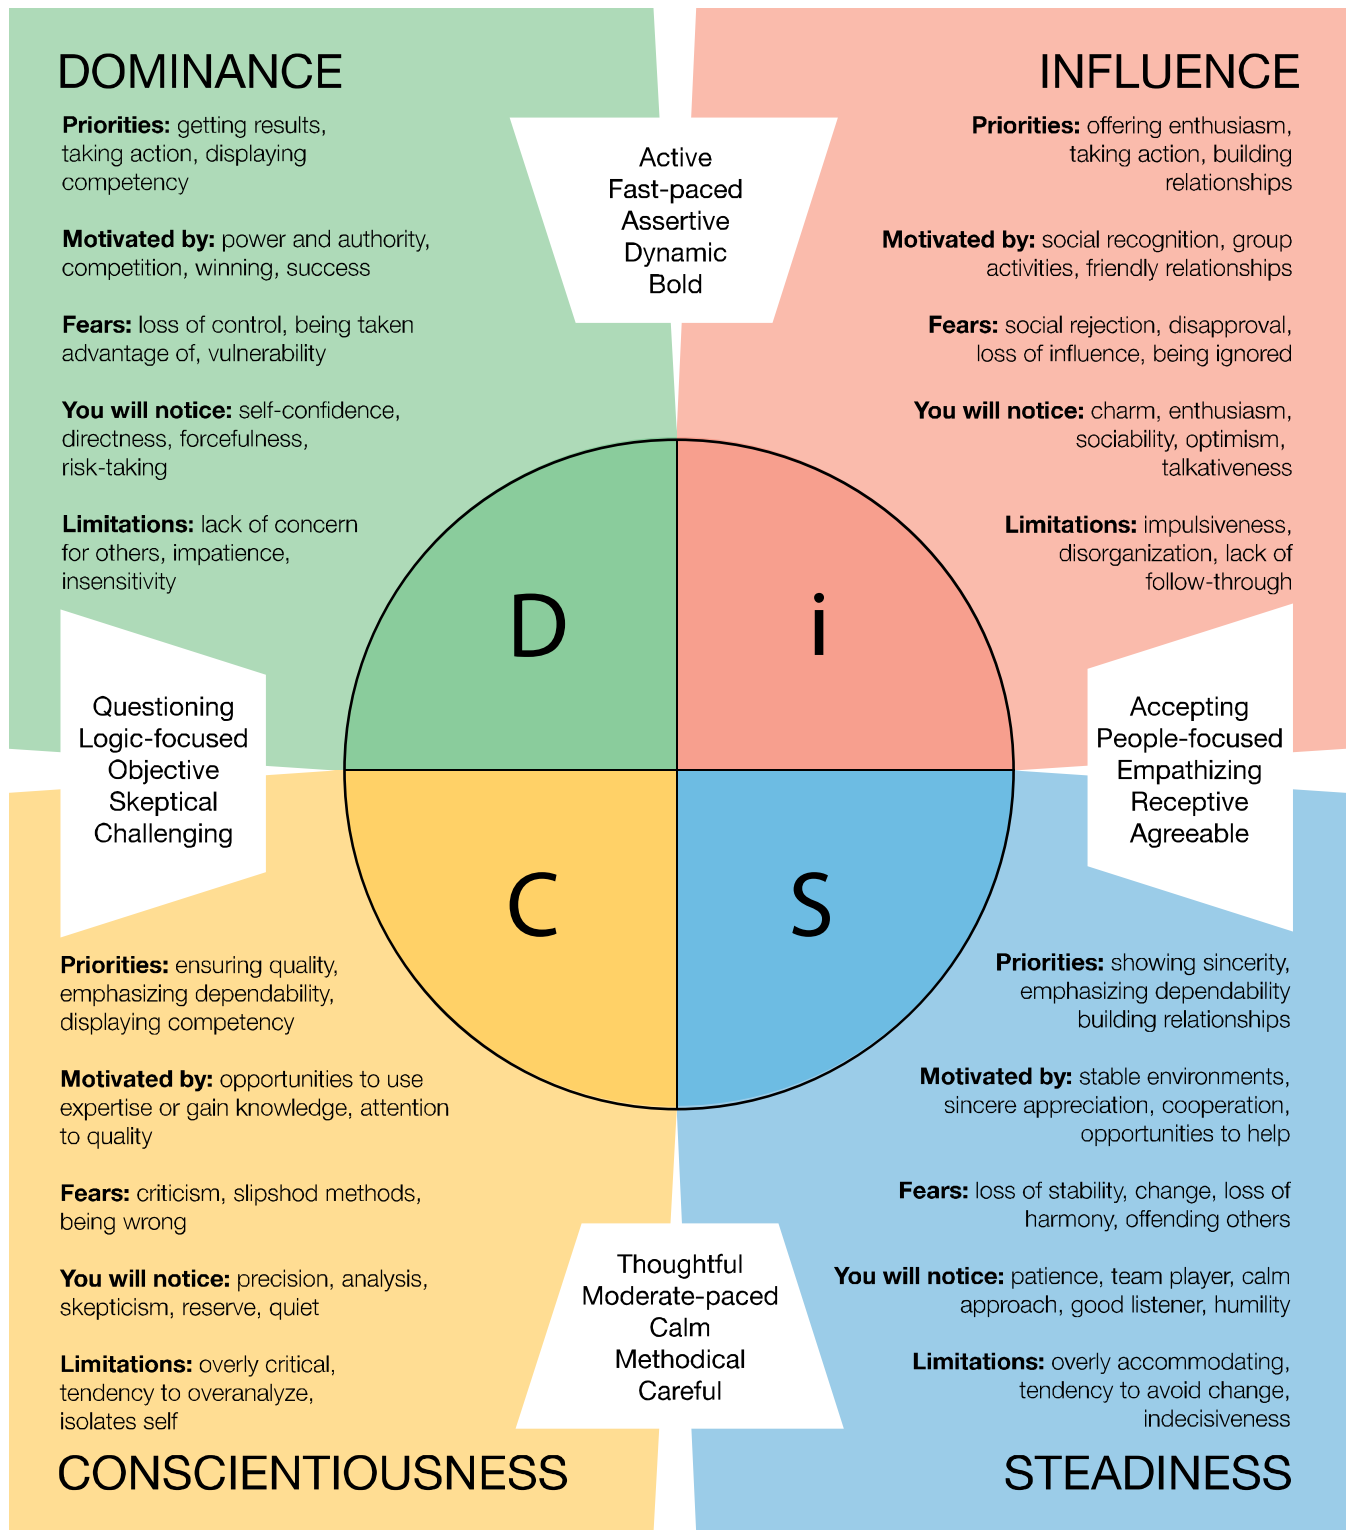 DOMINANCE
Priorities: getting results,
taking action, displaying
competency
Motivated by: power and authority,
competition, winning, success
Fears: loss of control, being taken
advantage of, vulnerability
You will notice: self-confidence,
directness, forcefulness,
risk-taking
Limitations: lack of concern
for others, impatience,
insensitivity
Active
Fast-paced
Assertive
Dynamic
Bold
INFLUENCE
Priorities: offering enthusiasm,
taking action, building
relationships
Motivated by: social recognition, group
activities, friendly relationships
Fears: social rejection, disapproval,
loss of influence, being ignored
You will notice: charm, enthusiasm,
sociability, optimism,
talkativeness
Limitations: impulsiveness,
disorganization, lack of
follow-through
D
i
Questioning
Logic-focused
Objective
Skeptical
Challenging
Accepting
People-focused
Empathizing
Receptive
Agreeable
C
S
Priorities: ensuring quality,
emphasizing dependability,
displaying competency
Motivated by: opportunities to use
expertise or gain knowledge, attention
to quality
Fears: criticism, slipshod methods,
being wrong
You will notice: precision, analysis,
skepticism, reserve, quiet
Limitations: overly critical,
tendency to overanalyze,
isolates self
CONSCIENTIOUSNESS
Thoughtful
Moderate-paced
Calm
Methodical
Careful
Priorities: showing sincerity,
emphasizing dependability
building relationships
Motivated by: stable environments,
sincere appreciation, cooperation,
opportunities to help
Fears: loss of stability, change, loss of
harmony, offending others
You will notice: patience, team player, calm
approach, good listener, humility
Limitations: overly accommodating,
tendency to avoid change,
indecisiveness
STEADINESS